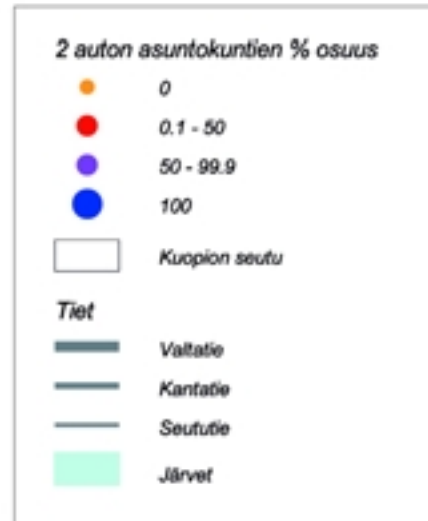 2 auton asuntokuntien % osuus
0
0.1 - 50
50 - 99.9
100
Kuopion seutu
Tiet
Valtatie
Kantatie
Seututie
Järvet